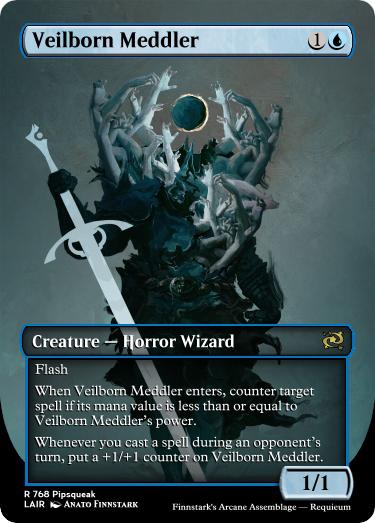 Veilborn Meddler 1
Creature — Horror Wizard
Flash
When Veilborn Meddler enters, counter target
spell if its mana value is less than or equal to
Veilborn Meddler's power.
Whenever you cast a spell during an opponent's
turn, put a +1/+1 counter on Veilborn Meddler.
1/1
R 768 Pipsqueak
LAIR Anato Finnstark
Finnstark's Arcane Assemblage — Requieum